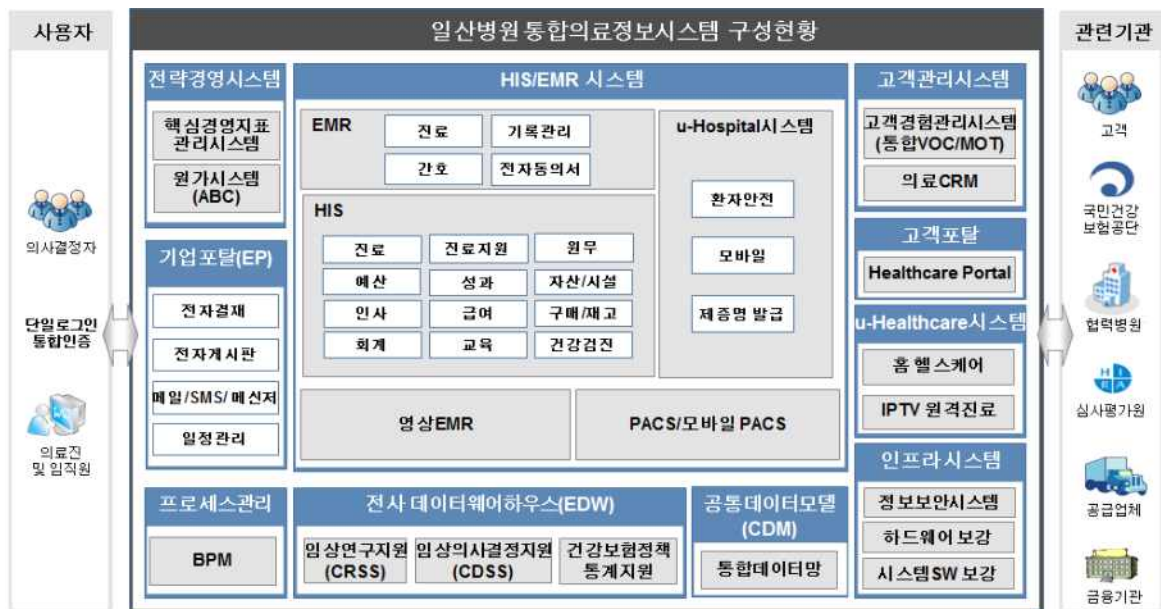 사용자
의사결정자
단일로그인
통합인증
의료진
및 임직원
일산병원 통합의료정보시스템 구성현황
전략경영시스템
핵심경영지표
관리시스템
원가시스템
(ABC)
기업포탈(EP)
전자결재
전자게시판
메일/SMS/메신저
일정관리
HIS/EMR 시스템
EMR
진료
기록관리
간호
전자동의서
HIS
진료
진료지원
원무
예산
성과
자산/시설
인사
급여
구매/재고
회계
교육
건강검진
u-Hospital시스템
환자안전
모바일
제증명 발급
영상EMR
PACS/모바일 PACS
고객관리시스템
고객경험관리시스템
(통합VOC/MOT)
의료CRM
고객포탈
Healthcare Portal
u-Healthcare시스템
홈 헬스케어
IPTV 원격진료
인프라시스템
정보보안시스템
하드웨어 보강
시스템SW 보강
프로세스관리
BPM
전사 데이터웨어하우스(EDW)
임상연구지원
(CRSS)
임상의사결정지원
(CDSS)
건강보험정책
통계지원
공통데이터모델
(CDM)
통합데이터망
관련기관
고객
국민건강
보험공단
협력병원
H I
R A
심사평가원
공급업체
금융기관